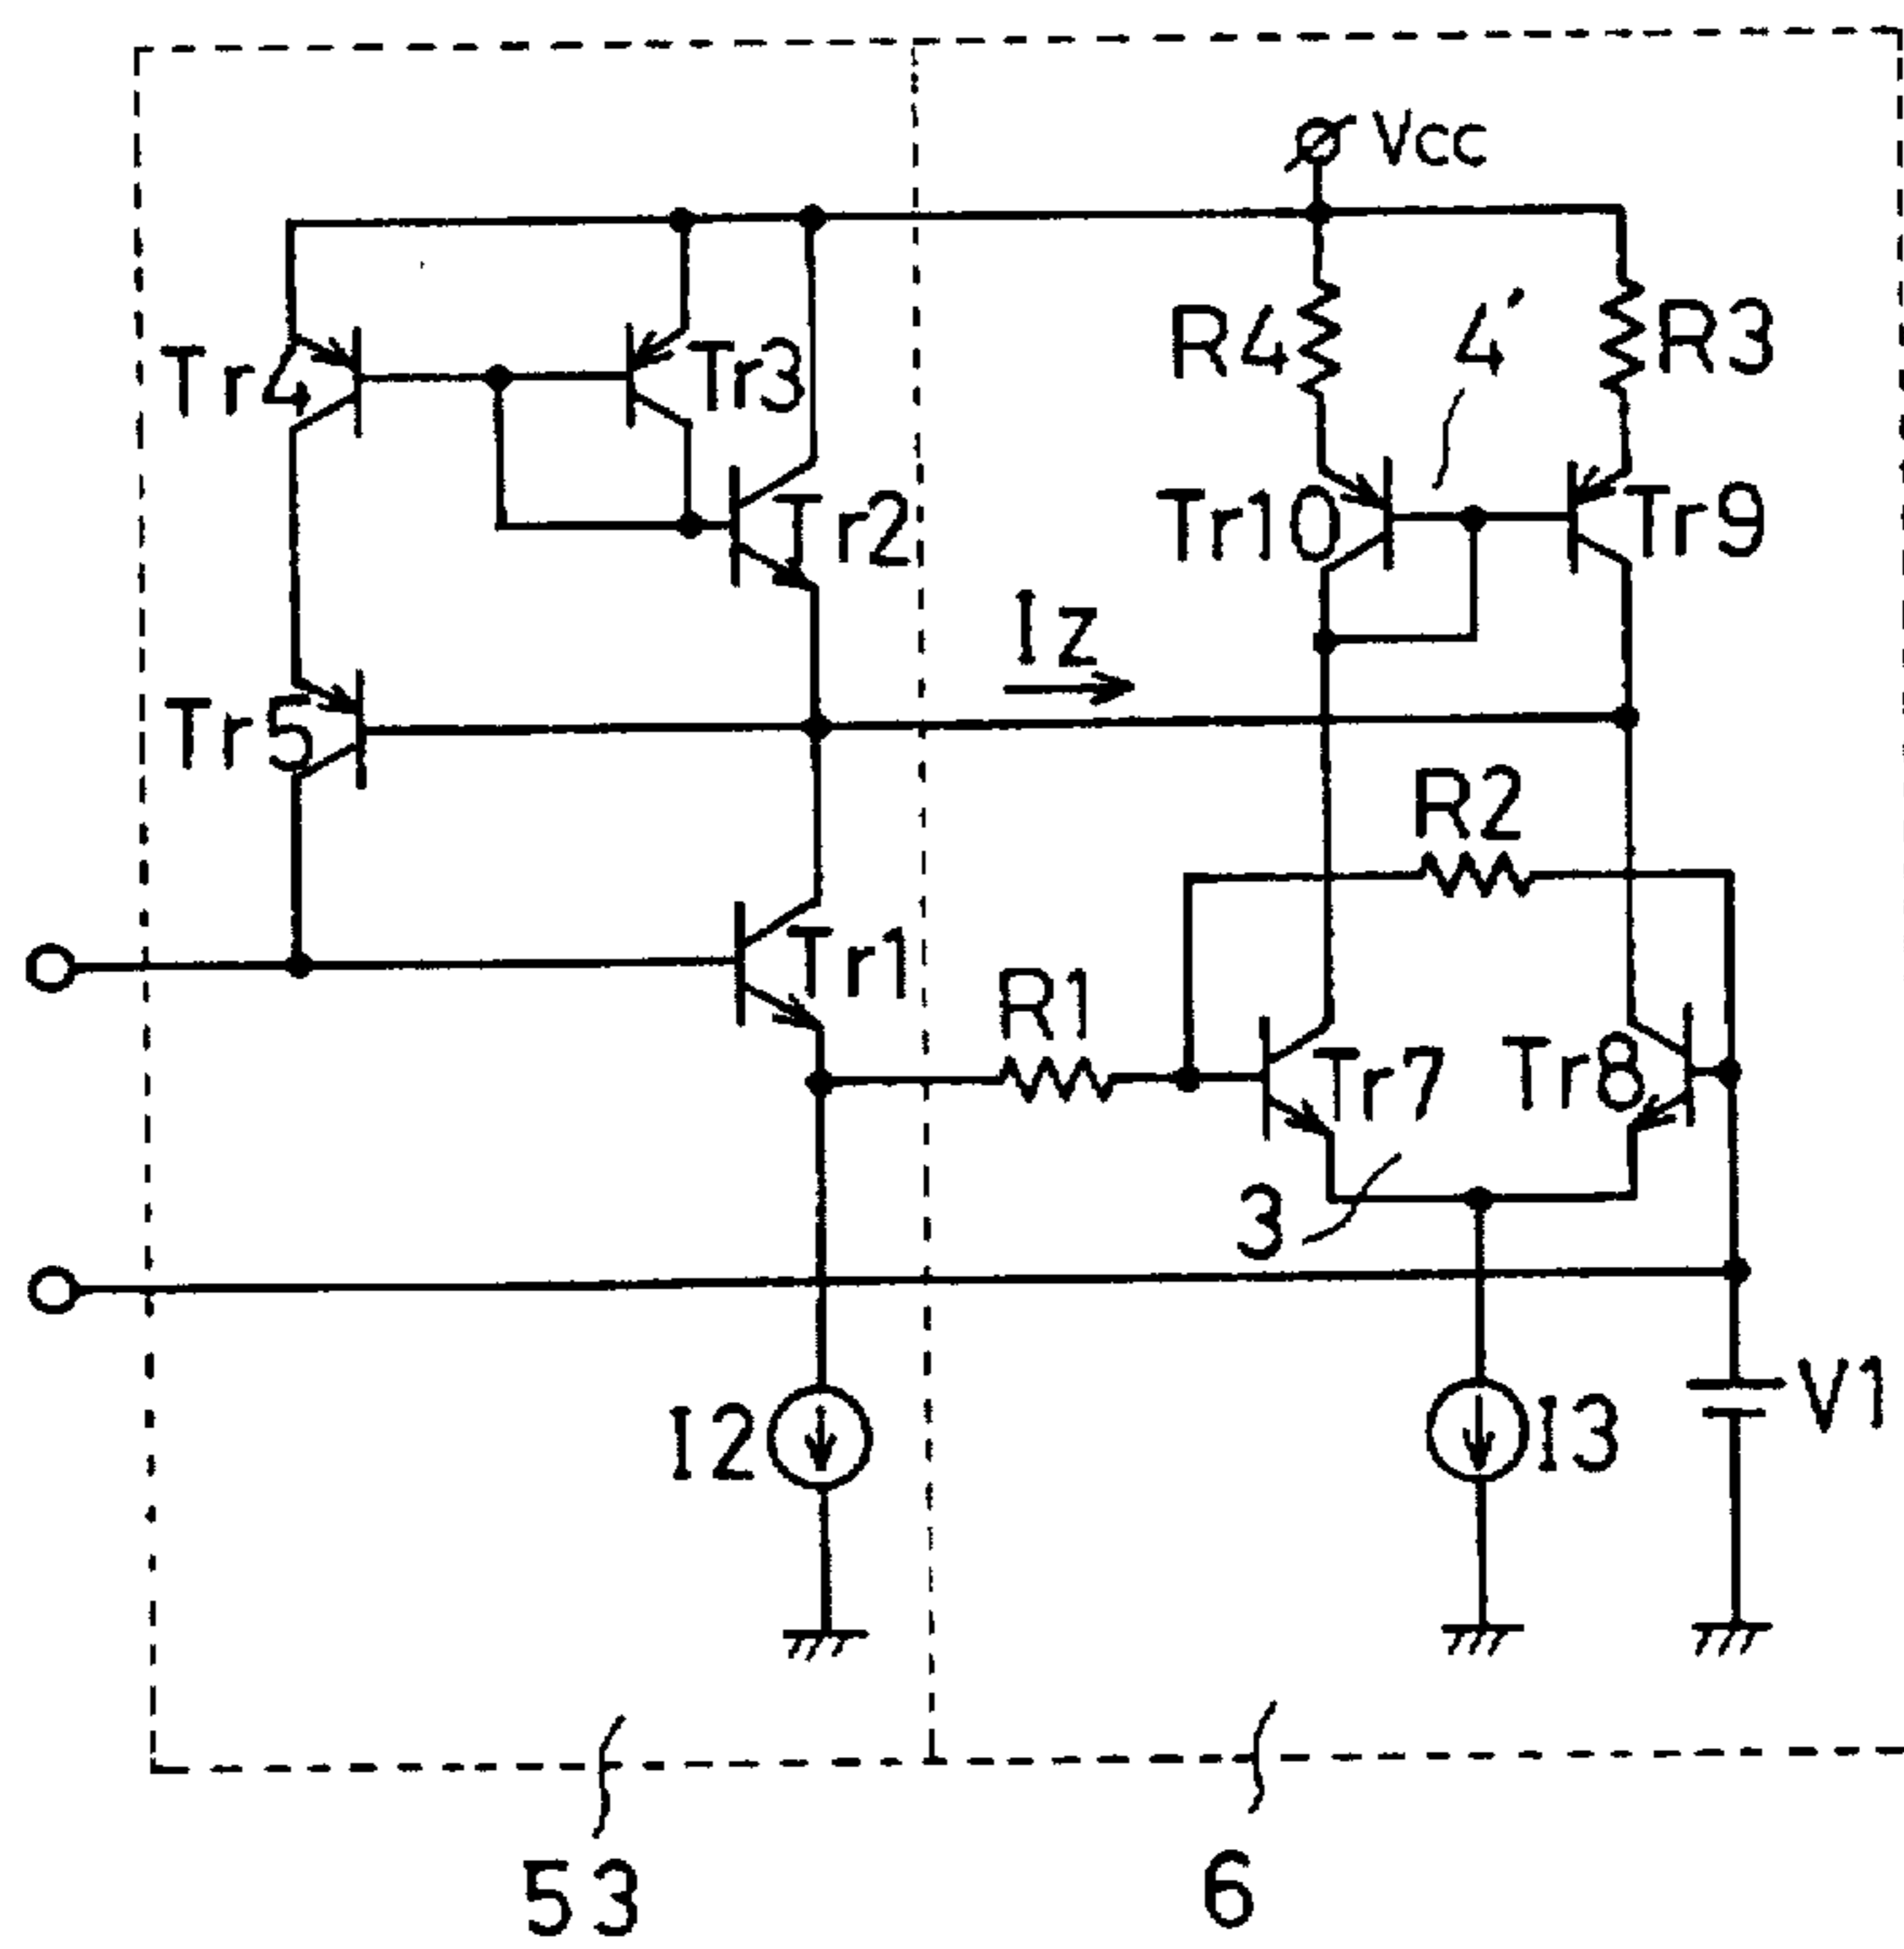 Vcc
R4
4′
R3
Tr4
Tr3
Tr2
Tr10
Tr9
Iz
Tr5
R2
Tr1
R1
Tr7
Tr8
3
V1
I2
I3
53
6